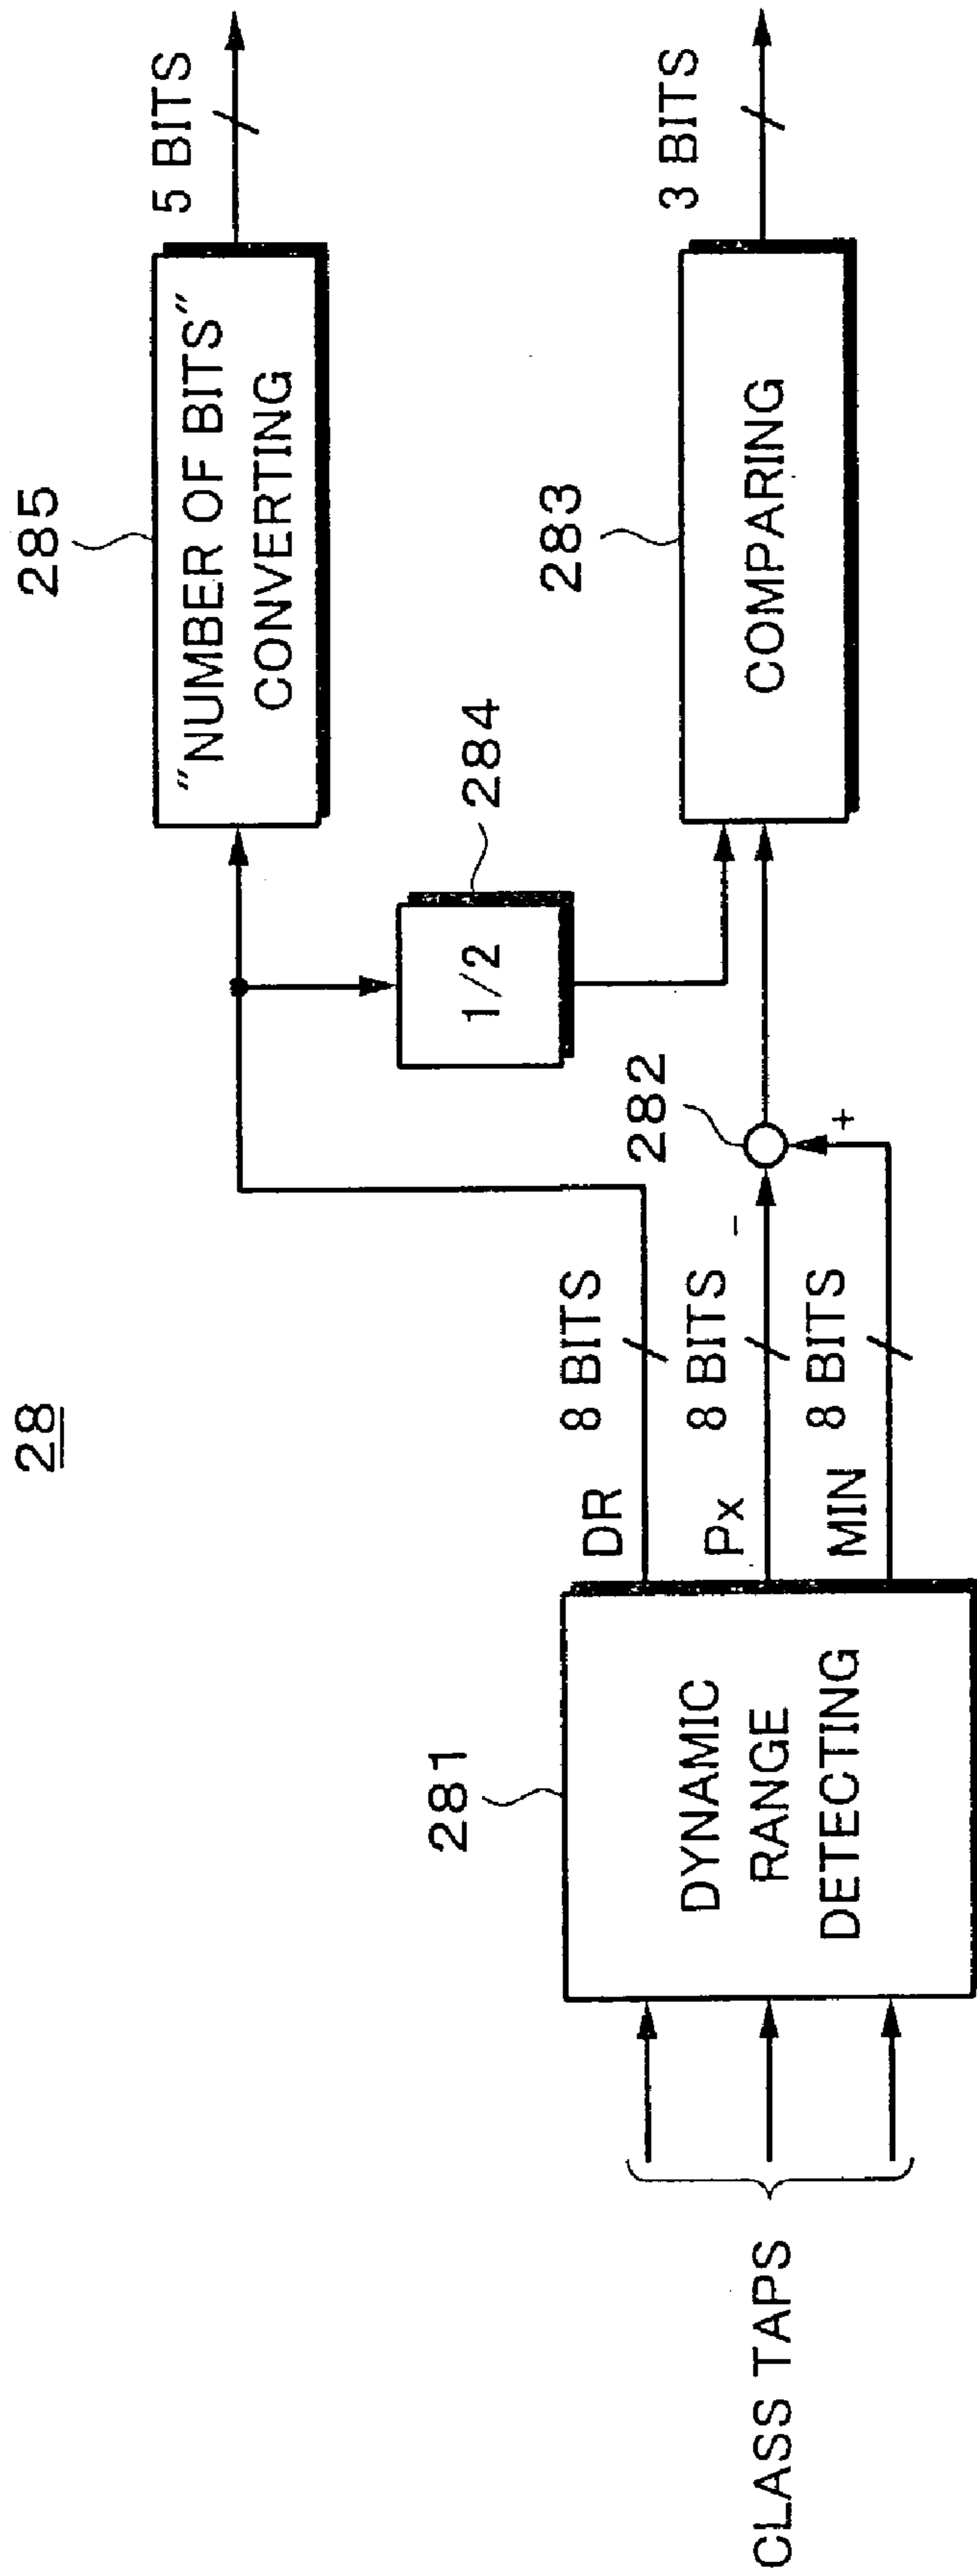 28
CLASS TAPS
281
DYNAMIC
RANGE
DETECTING
DR
8 BITS
Px
8 BITS
-
MIN
8 BITS
+
282
1/2
284
285
"NUMBER OF BITS"
CONVERTING
5 BITS
283
COMPARING
3 BITS